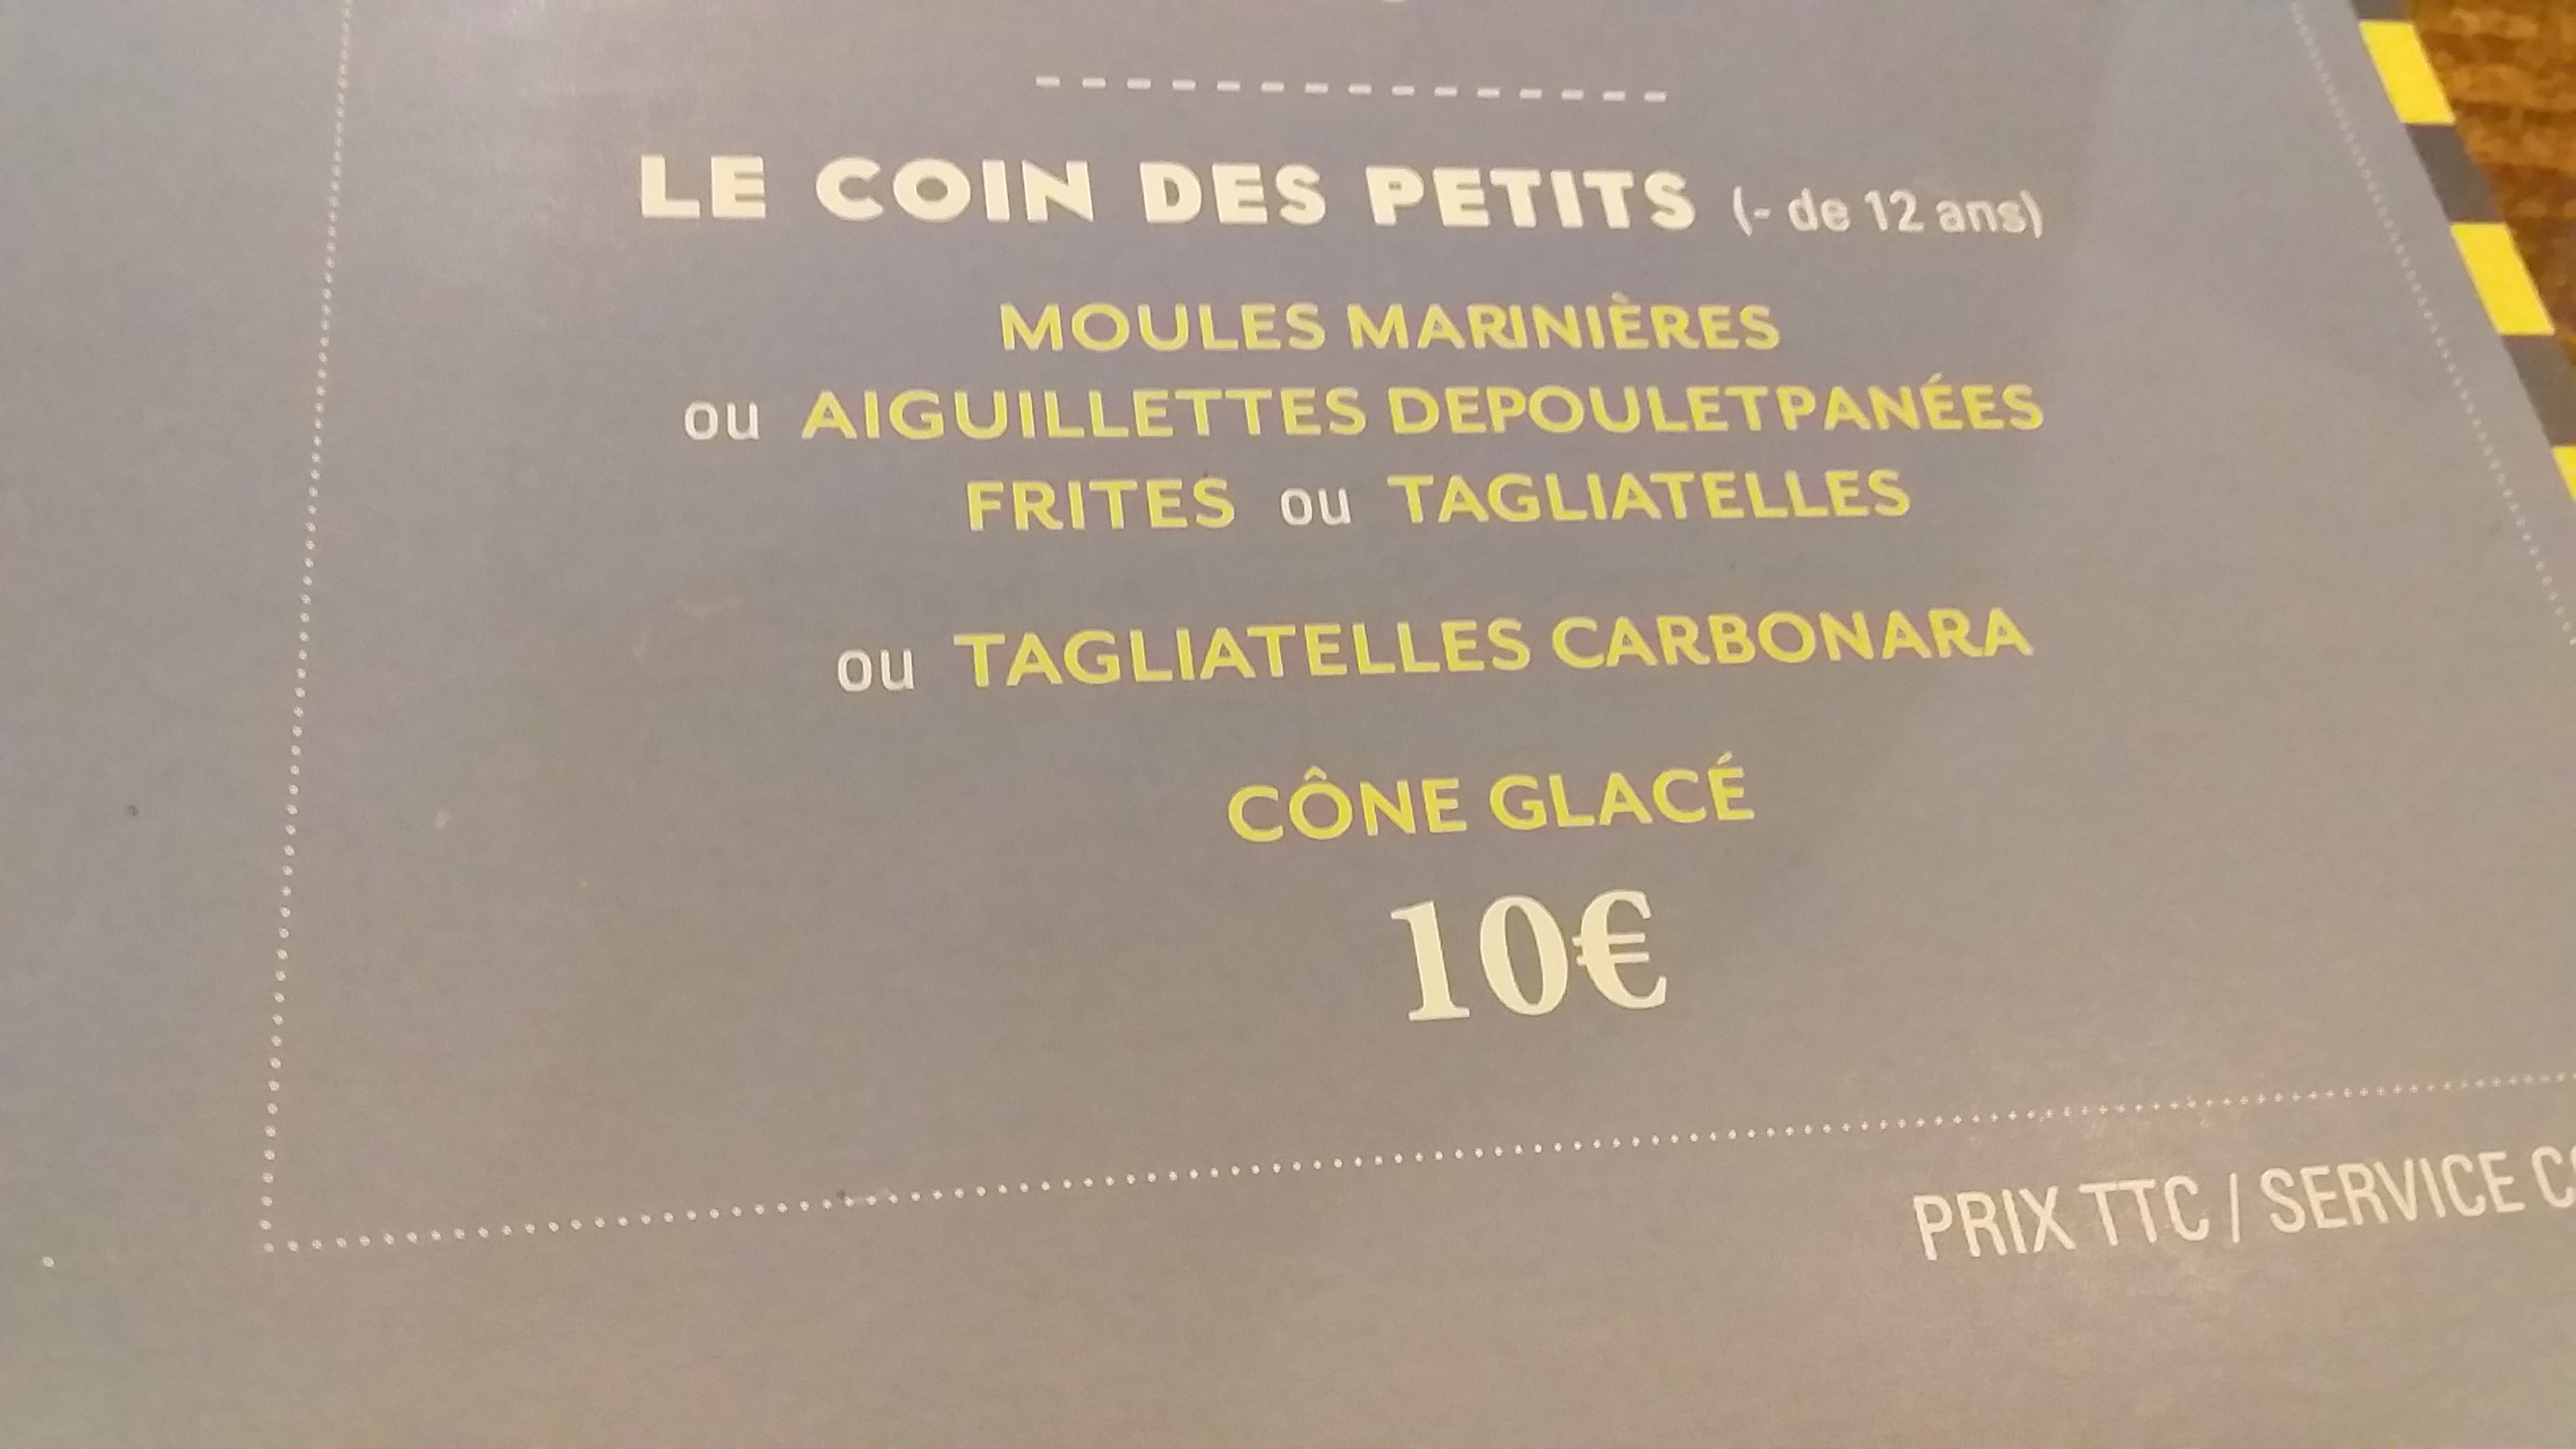 LE COIN DES PETITS (- de 12 ans)
MOULES MARINIÈRES
ou AIGUILLETTES DEPOULETPANÉES
FRITES ou TAGLIATELLES
ou TAGLIATELLES CARBONARA
CÔNE GLACÉ
10€
PRIX TTC / SERVICE